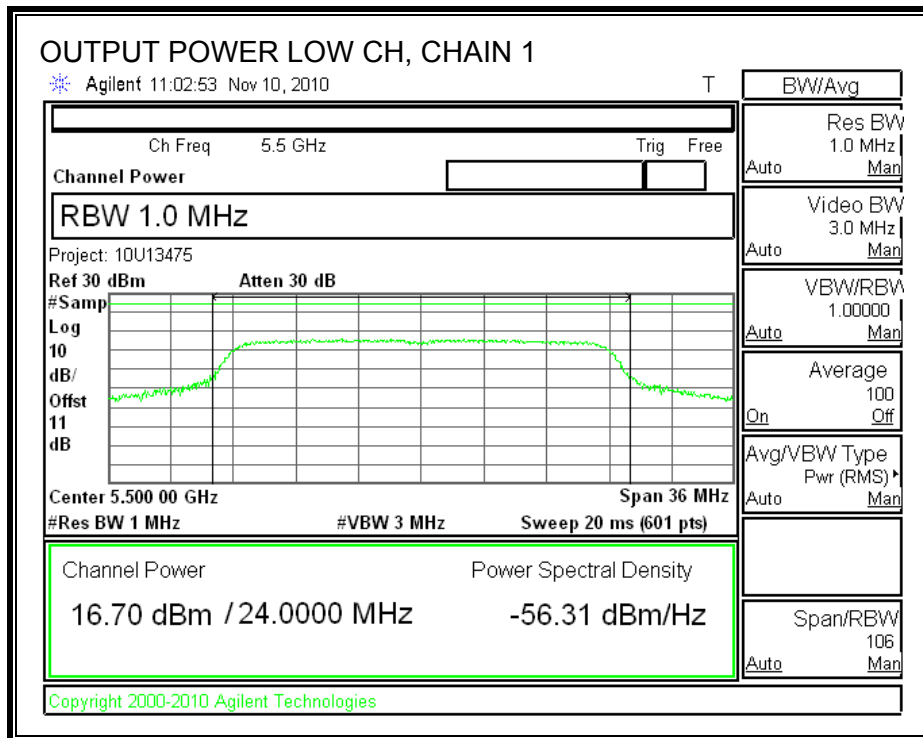 OUTPUT POWER LOW CH, CHAIN 1
Agilent 11:02:53 Nov 10, 2010 T
Ch Freq 5.5 GHz Trig Free
Channel Power
RBW 1.0 MHz
Project: 10U13475
Ref 30 dBm Atten 30 dB
#Samp
Log
10
dB/
Offst
11
dB
Center 5.500 00 GHz Span 36 MHz
#Res BW 1 MHz #VBW 3 MHz Sweep 20 ms (601 pts)
Channel Power Power Spectral Density
16.70 dBm / 24.0000 MHz -56.31 dBm/Hz
Copyright 2000-2010 Agilent Technologies
BW/Avg
Res BW
1.0 MHz
Auto Man
Video BW
3.0 MHz
Auto Man
VBW/RBW
1.00000
Auto Man
Average
100
On Off
Avg/VBW Type
Pwr (RMS)
Auto Man
Span/RBW
106
Auto Man